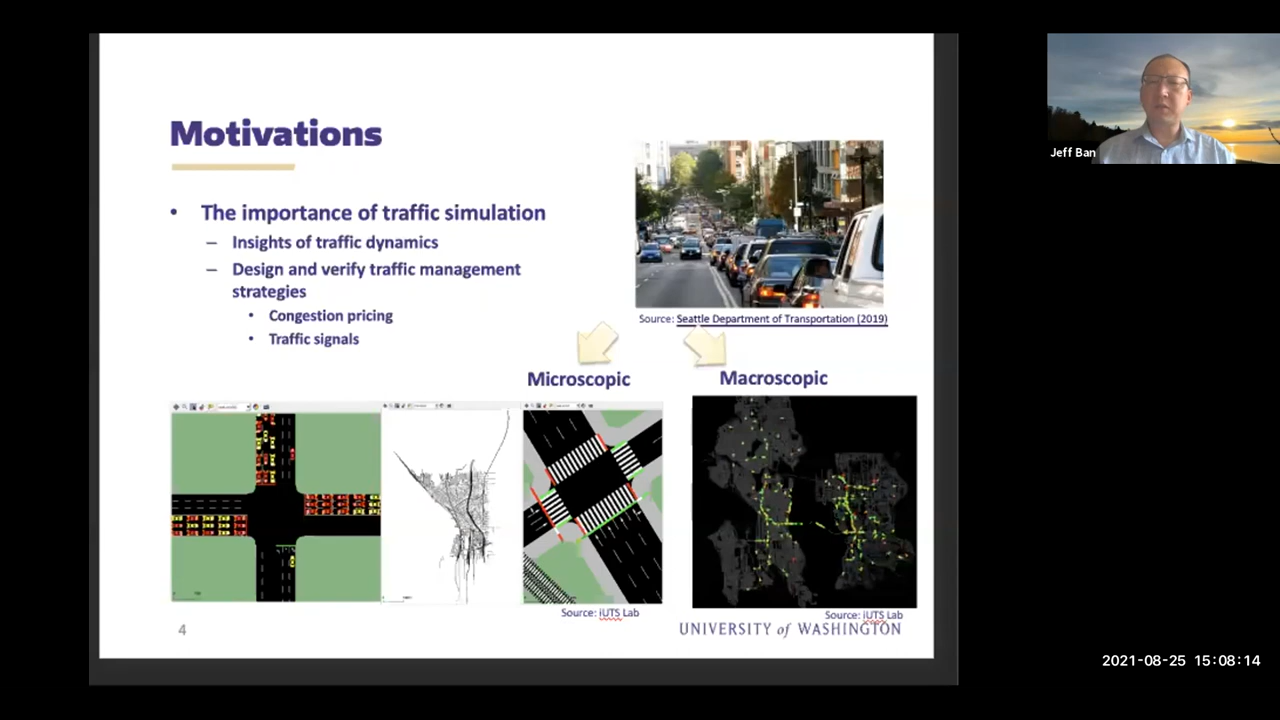 Motivations
• The importance of traffic simulation
– Insights of traffic dynamics
– Design and verify traffic management
strategies
• Congestion pricing
• Traffic signals
Source: Seattle Department of Transportation (2019)
Microscopic
Macroscopic
Source: iUTS Lab
Source: iUTS Lab
4
UNIVERSITY of WASHINGTON
Jeff Ban
2021-08-25 15:08:14